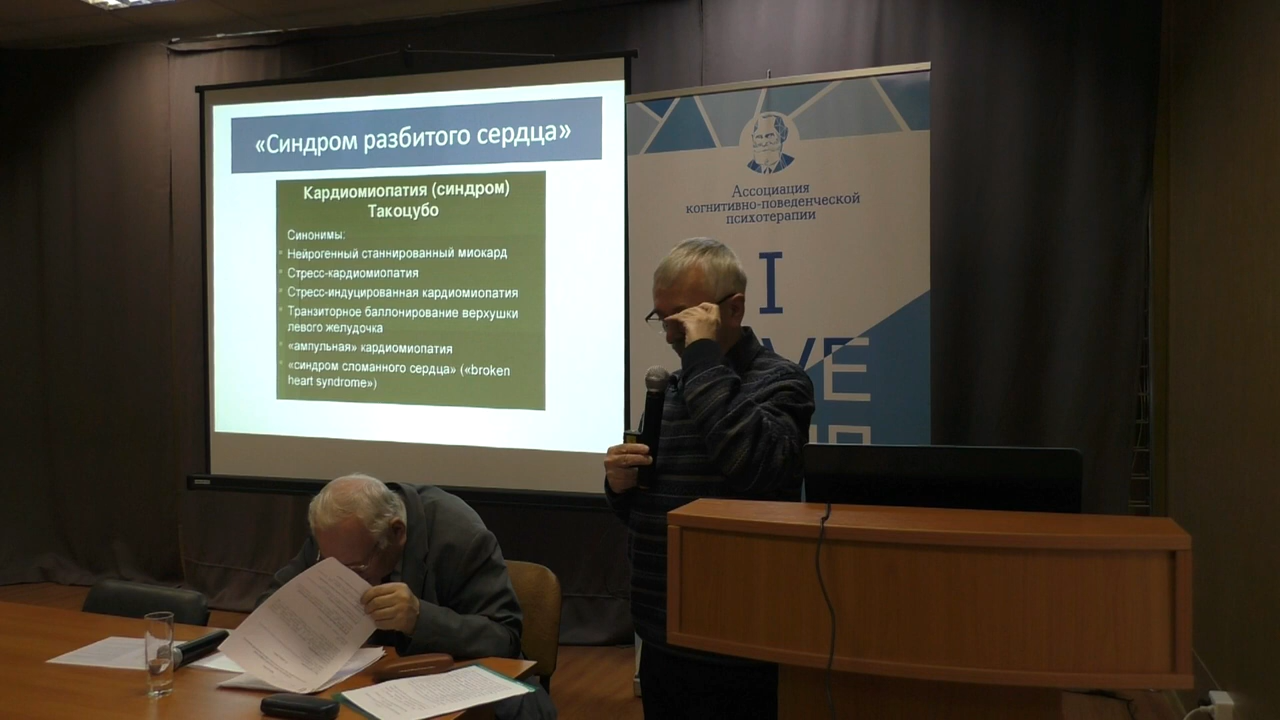 «Синдром разбитого сердца»
Кардиомиопатия (синдром)
Такоцубо
Синонимы:
Нейрогенный станнированный миокард
Стресс-кардиомиопатия
Стресс-индуцированная кардиомиопатия
Транзиторное баллонирование верхушки
левого желудочка
«ампульная» кардиомиопатия
«синдром сломанного сердца» («broken
heart syndrome»)
Ассоциация
когнитивно-поведенческой
психотерапии
I